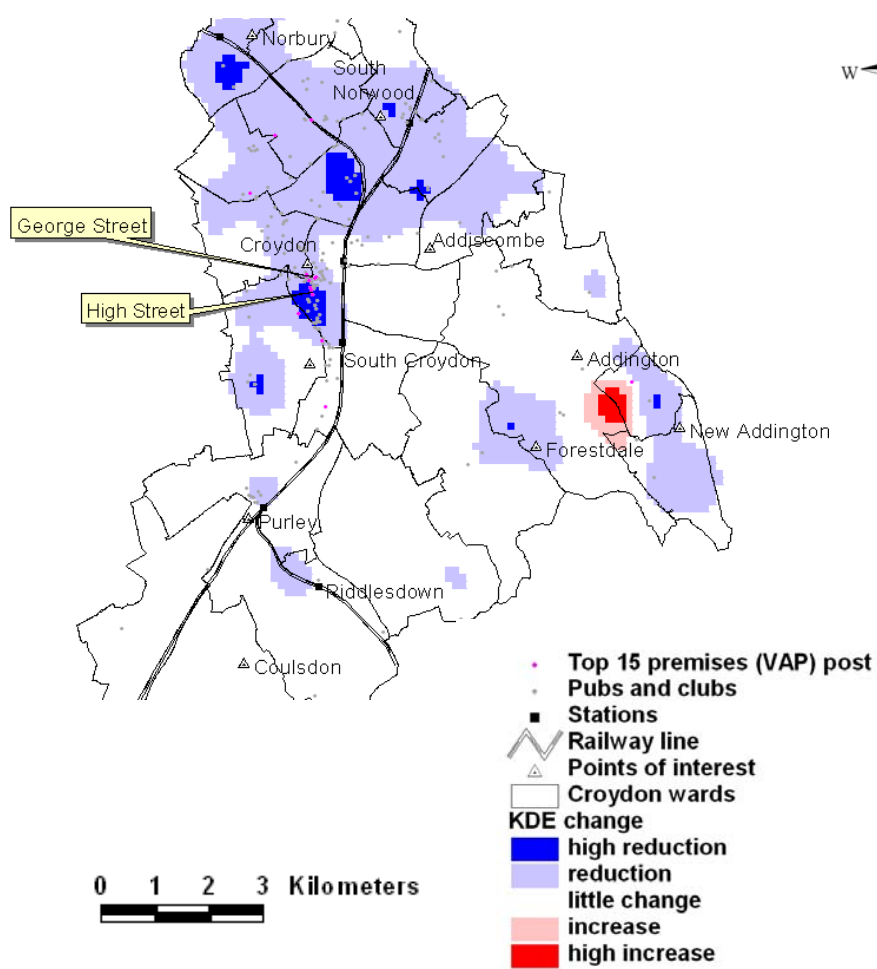 Norbury
South
Norwood
W
George Street
Croydon
Addiscombe
High Street
South Croydon
Addington
New Addington
Forestdale
Purley
Riddlesdown
Coulsdon
Top 15 premises (VAP) post
Pubs and clubs
Stations
Railway line
Points of interest
Croydon wards
KDE change
high reduction
reduction
little change
increase
high increase
0 1 2 3 Kilometers